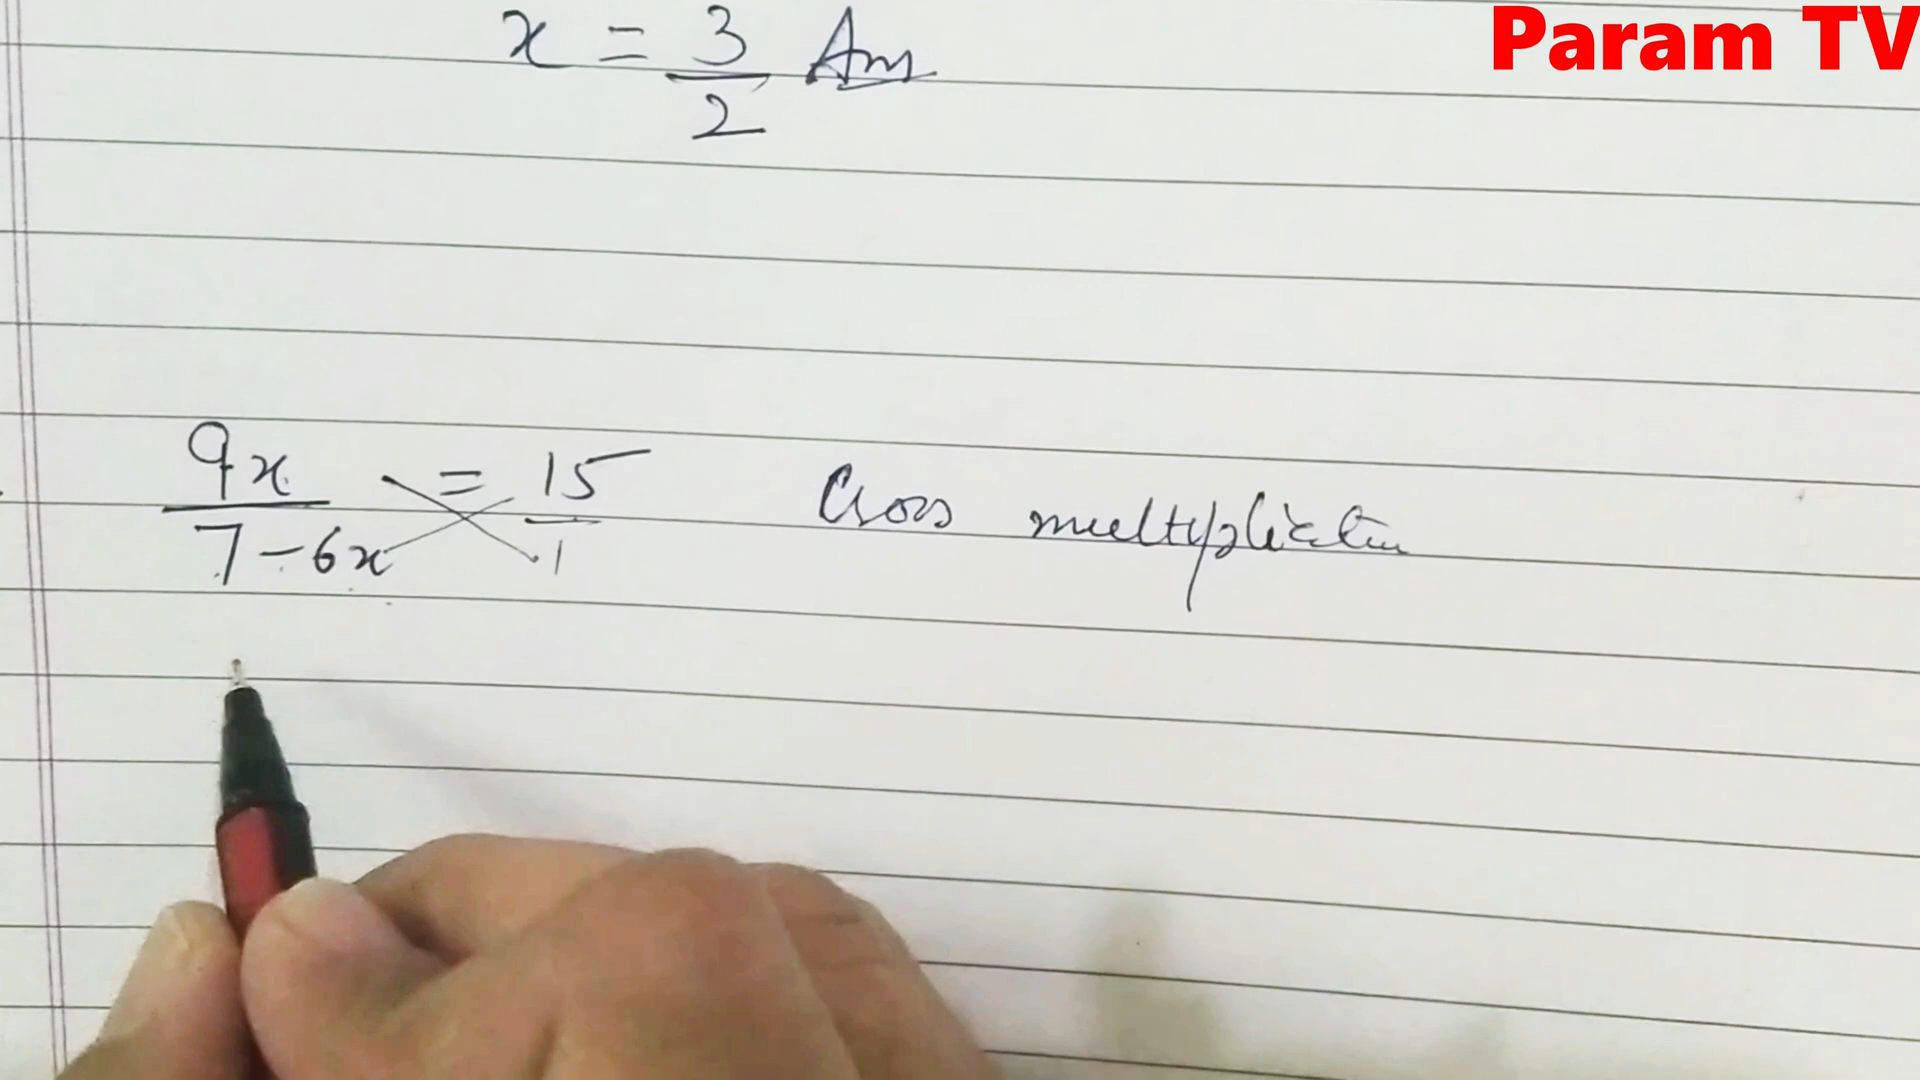 Param TV
x = 3/2 Ans
9x/7-6x = 15/1 Cross multiplication